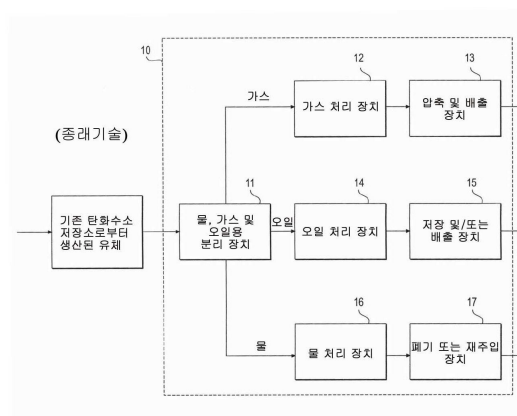 10
12
13
가스
가스 처리 장치
압축 및 배출
장치
(종래기술)
11
14
15
기존 탄화수소
저장소로부터
생산된 유체
물, 가스 및
오일용
분리 장치
오일
오일 처리 장치
저장 및/또는
배출 장치
16
17
물
물 처리 장치
폐기 또는 재주입
장치